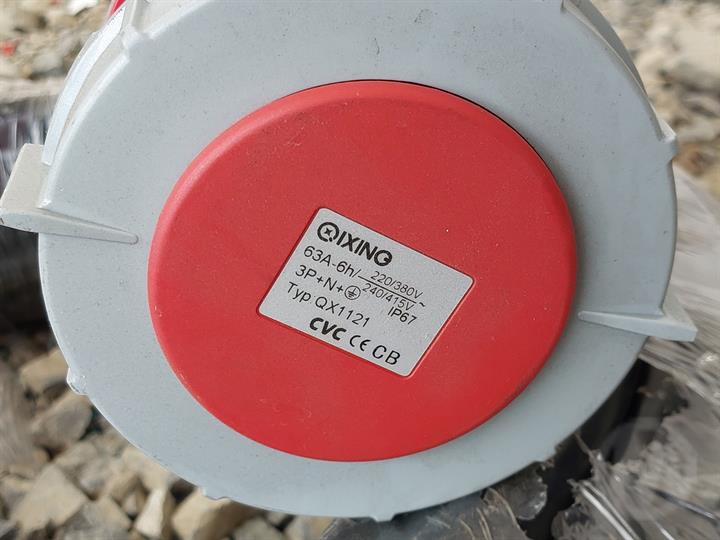 QIXING
63A-6h/ 220/380V~
240/415V
3P+N+⏚ IP67
Typ QX1121
CVC CE CB